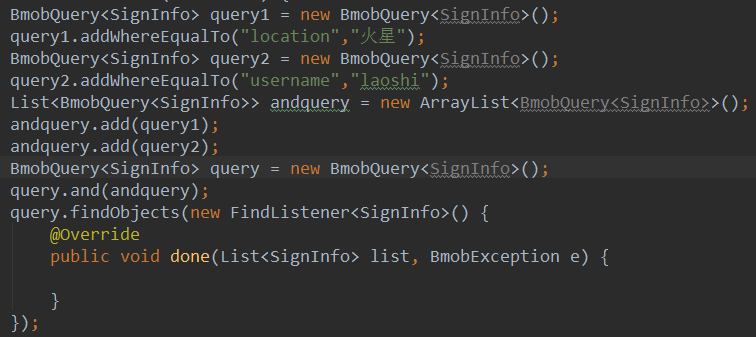 BmobQuery<SignInfo> query1 = new BmobQuery<SignInfo>();
query1.addWhereEqualTo("location","火星");
BmobQuery<SignInfo> query2 = new BmobQuery<SignInfo>();
query2.addWhereEqualTo("username","laoshi");
List<BmobQuery<SignInfo>> andquery = new ArrayList<BmobQuery<SignInfo>>();
andquery.add(query1);
andquery.add(query2);
BmobQuery<SignInfo> query = new BmobQuery<SignInfo>();
query.and(andquery);
query.findObjects(new FindListener<SignInfo>() {
    @Override
    public void done(List<SignInfo> list, BmobException e) {
    }
});